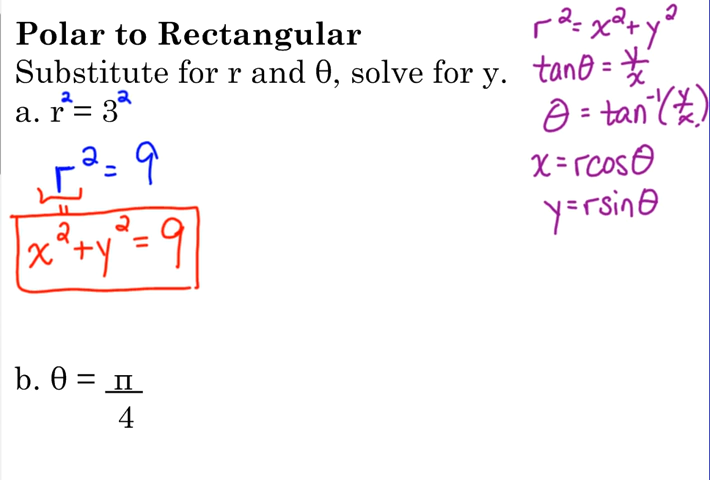 Polar to Rectangular
Substitute for r and θ, solve for y.
a. r² = 3²
r² = 9
x² + y² = 9
b. θ = π/4
r² = x² + y²
tanθ = y/x
θ = tan⁻¹(y/x)
x = rcosθ
y = rsinθ